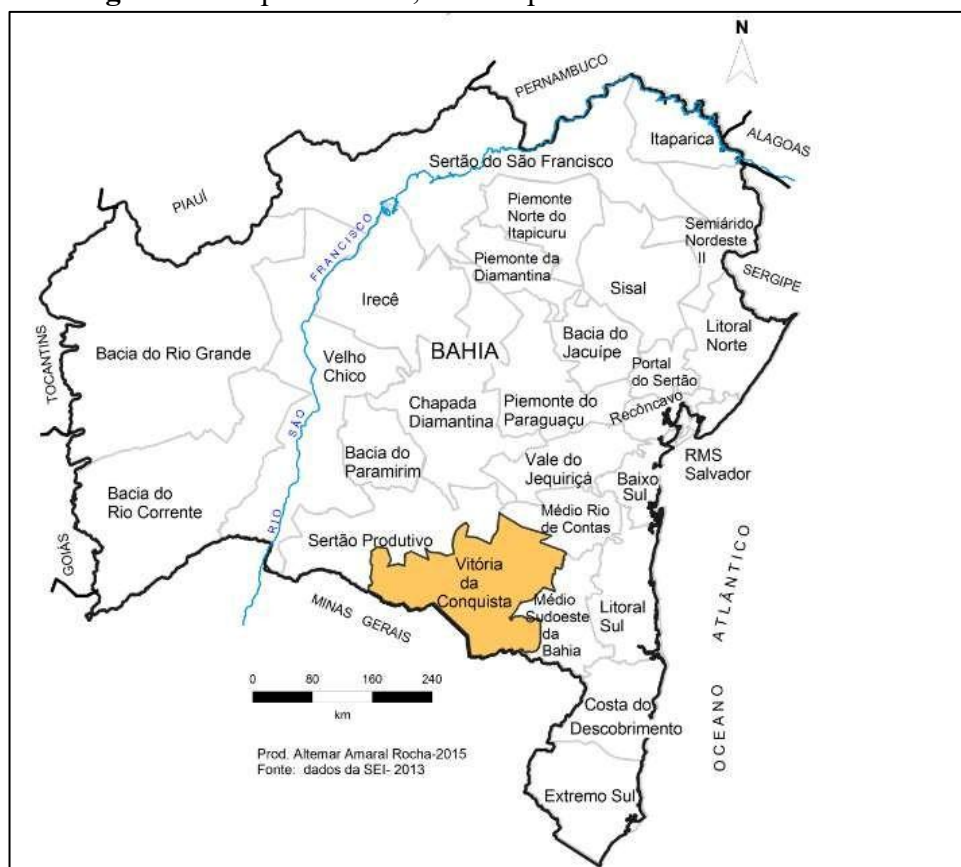 N
PERNAMBUCO
ALAGOAS
Itaparica
Sertão do São Francisco
PIAUÍ
Piemonte
Norte do
Itapicuru
Semiárido
Nordeste
II
SERGIPE
FRANCISCO
Piemonte da
Diamantina
Sisal
Irecê
TOCANTINS
Bacia do Rio Grande
Velho
Chico
BAHIA
Bacia do
Jacuípe
Litoral
Norte
Portal
do Sertão
Chapada
Diamantina
Piemonte do
Paraguaçu
Recôncavo
SÃO
Bacia do
Paramirim
Vale do
Jequiriçá
RMS
Salvador
Baixo
Sul
Bacia do
Rio Corrente
Médio Rio
de Contas
RIO
Sertão Produtivo
GOIÁS
Vitória
da
Conquista
MINAS GERAIS
Médio
Sudoeste
da
Bahia
Litoral
Sul
OCEANO ATLÂNTICO
0 80 160 240
km
Costa do
Descobrimento
Prod. Altemar Amaral Rocha-2015
Fonte: dados da SEI- 2013
Extremo Sul